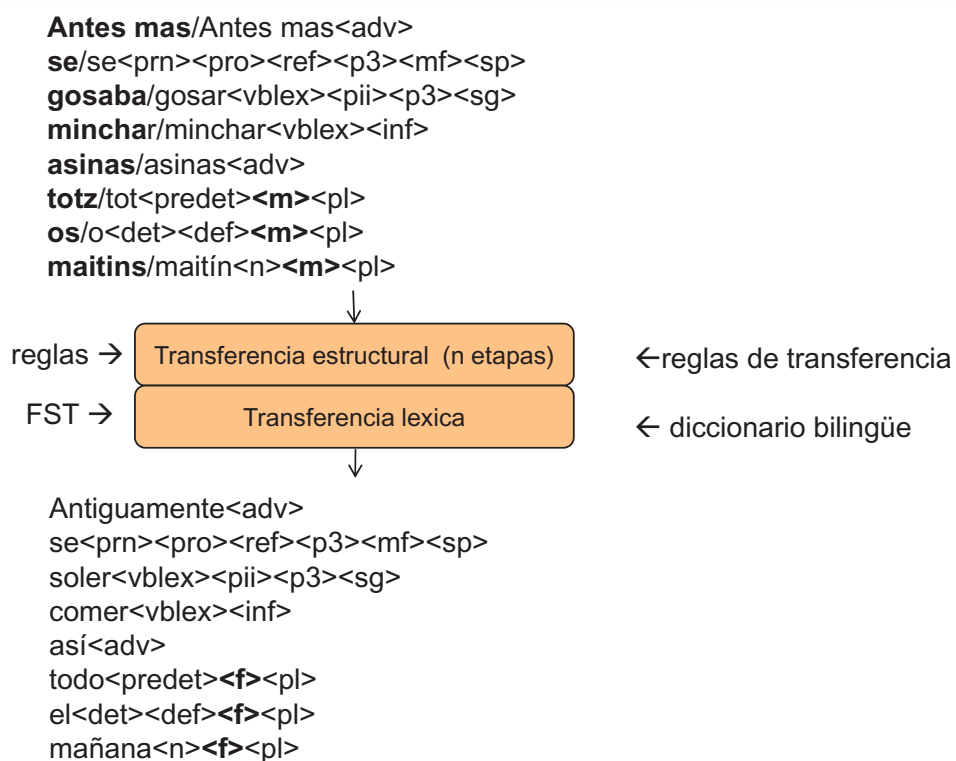 Antes mas/Antes mas<adv>
se/se<prn><pro><ref><p3><mf><sp>
gosaba/gosar<vblex><pii><p3><sg>
minchar/minchar<vblex><inf>
asinas/asinas<adv>
totz/tot<predet><m><pl>
os/o<det><def><m><pl>
maitins/maitín<n><m><pl>
reglas → Transferencia estructural (n etapas) ←reglas de transferencia
FST → Transferencia lexica ← diccionario bilingüe
Antiguamente<adv>
se<prn><pro><ref><p3><mf><sp>
soler<vblex><pii><p3><sg>
comer<vblex><inf>
así<adv>
todo<predet><f><pl>
el<det><def><f><pl>
mañana<n><f><pl>